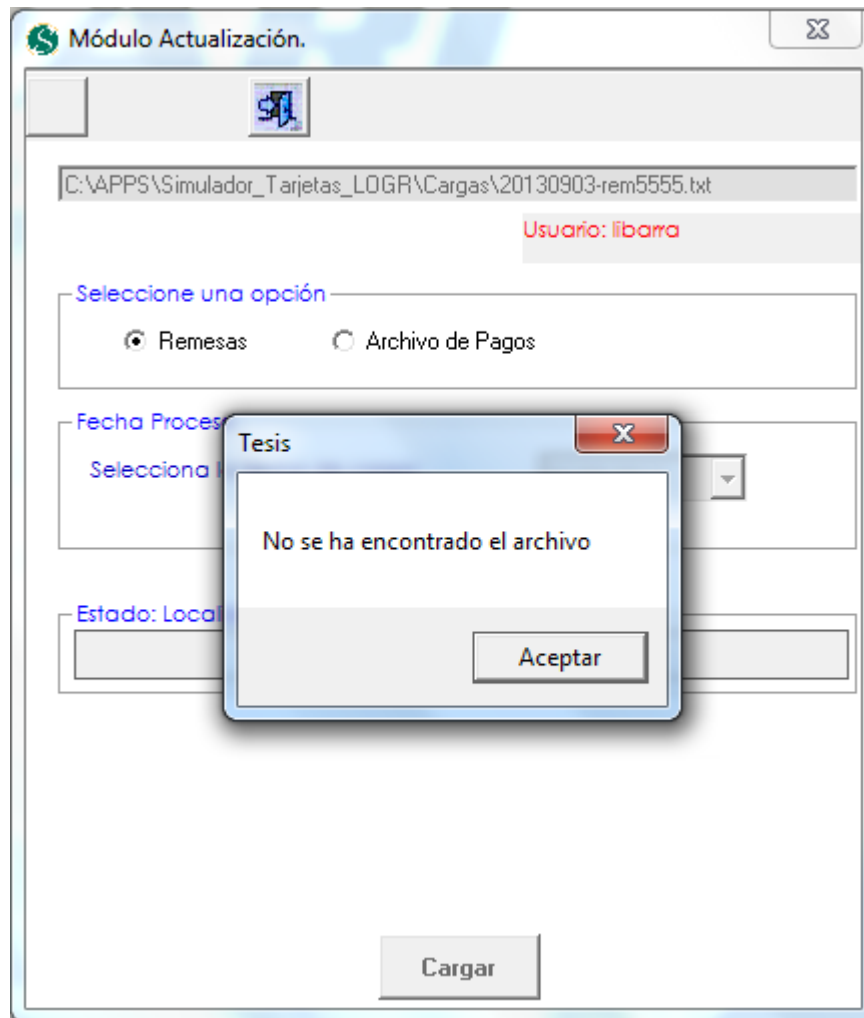 Módulo Actualización.
C:\APPS\Simulador_Tarjetas_LOGR\Cargas\20130903-rem5555.txt
Usuario: libarra
Seleccione una opción
Remesas Archivo de Pagos
Fecha Proces
Tesis
Selecciona
No se ha encontrado el archivo
Estado: Local
Aceptar
Cargar